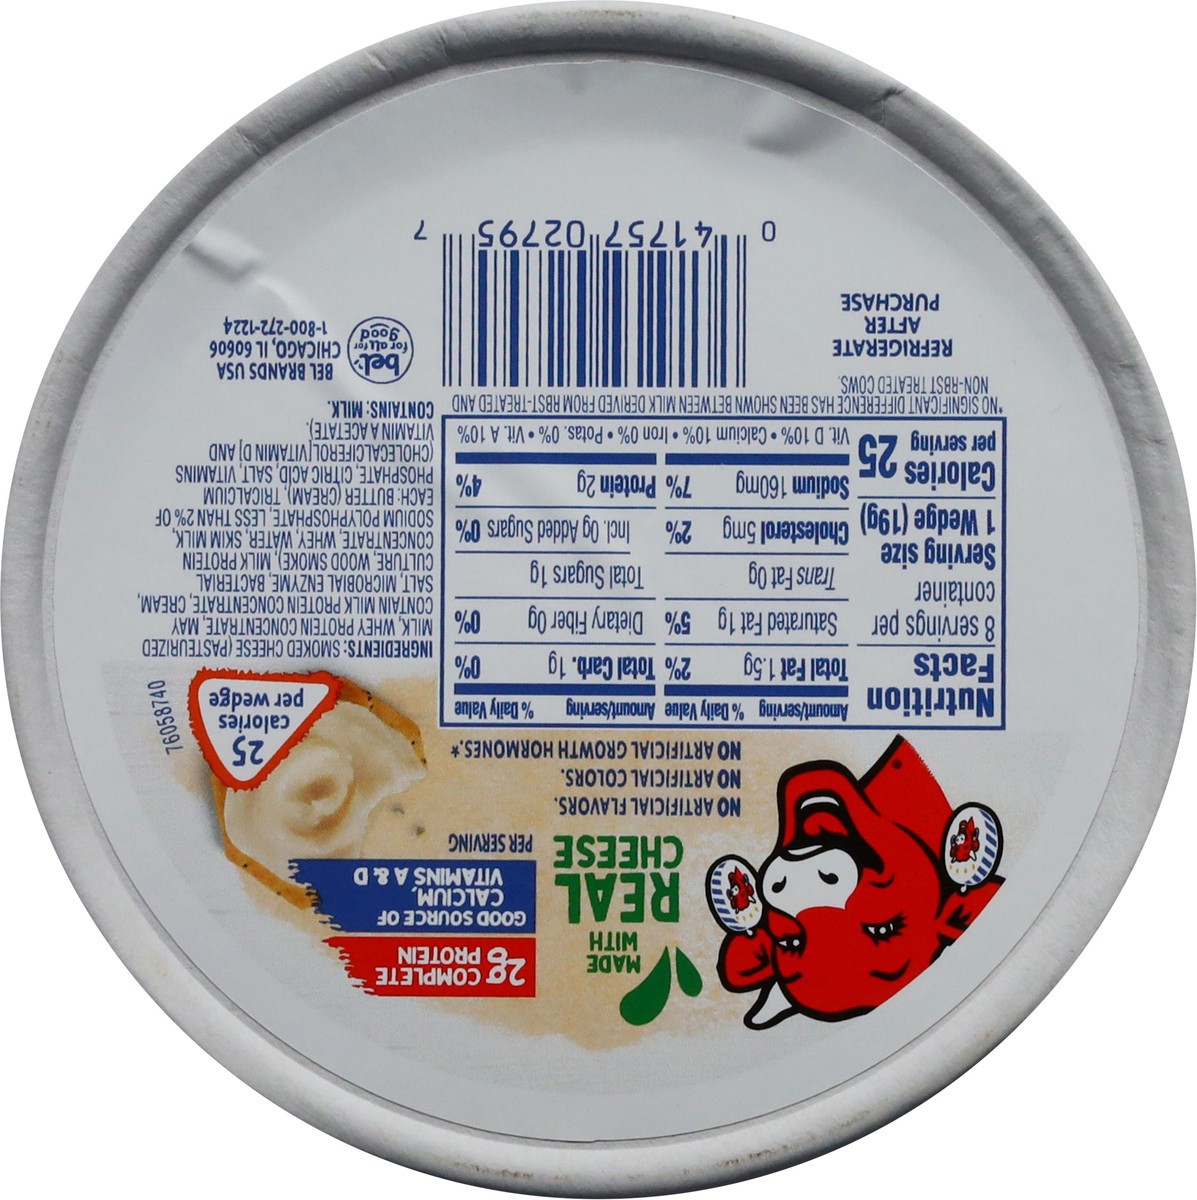 MADE
WITH
REAL
CHEESE
2g COMPLETE
PROTEIN
GOOD SOURCE OF
CALCIUM,
VITAMINS A & D
PER SERVING
NO ARTIFICIAL FLAVORS.
NO ARTIFICIAL COLORS.
NO ARTIFICIAL GROWTH HORMONES.*
25
calories
per wedge
76058740
Nutrition
Facts
8 servings per
container
Serving size
1 Wedge (19g)
Calories 25
per serving
Amount/serving % Daily Value Amount/serving % Daily Value
Total Fat 1.5g 2% Total Carb. 1g 0%
Saturated Fat 1g 5% Dietary Fiber 0g 0%
Trans Fat 0g Total Sugars 1g
Cholesterol 5mg 2% Incl. 0g Added Sugars 0%
Sodium 160mg 7% Protein 2g 4%
Vit. D 10% • Calcium 10% • Iron 0% • Potas. 0% • Vit. A 10%
*NO SIGNIFICANT DIFFERENCE HAS BEEN SHOWN BETWEEN MILK DERIVED FROM RBST-TREATED AND
NON-RBST TREATED COWS.
INGREDIENTS: SMOKED CHEESE (PASTEURIZED
MILK, WHEY PROTEIN CONCENTRATE, MAY
CONTAIN MILK PROTEIN CONCENTRATE, CREAM,
SALT, MICROBIAL ENZYME, BACTERIAL
CULTURE, WOOD SMOKE), MILK PROTEIN
CONCENTRATE, WHEY, WATER, SKIM MILK,
SODIUM POLYPHOSPHATE, LESS THAN 2% OF
EACH: BUTTER (CREAM), TRICALCIUM
PHOSPHATE, CITRIC ACID, SALT, VITAMINS
(CHOLECALCIFEROL[VITAMIN D] AND
VITAMIN A ACETATE).
CONTAINS: MILK.
REFRIGERATE
AFTER
PURCHASE
0 41757 02795 7
bel
for all for
good
BEL BRANDS USA
CHICAGO, IL 60606
1-800-272-1224